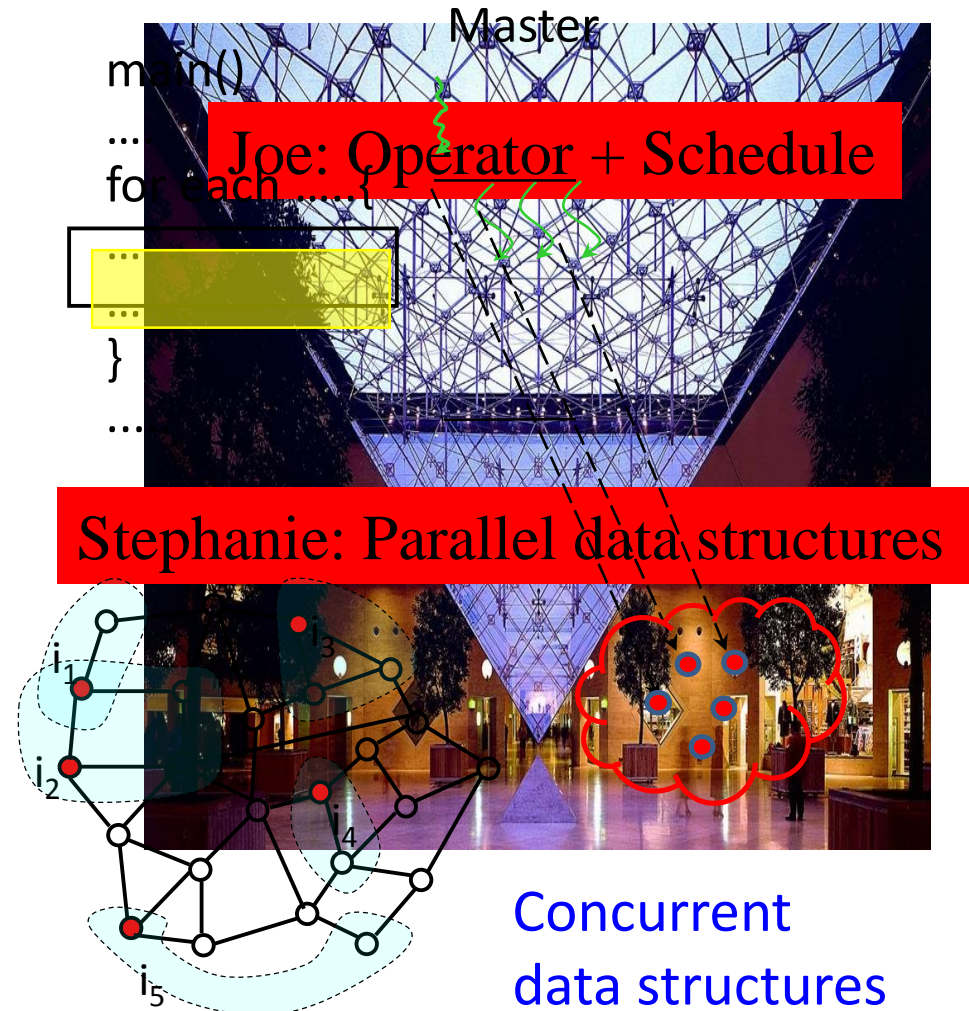 Master
main()
....
Joe: Operator + Schedule
for each .....{
...
...
}
.....
Stephanie: Parallel data structures
i1
i3
i2
i4
i5
Concurrent
data structures